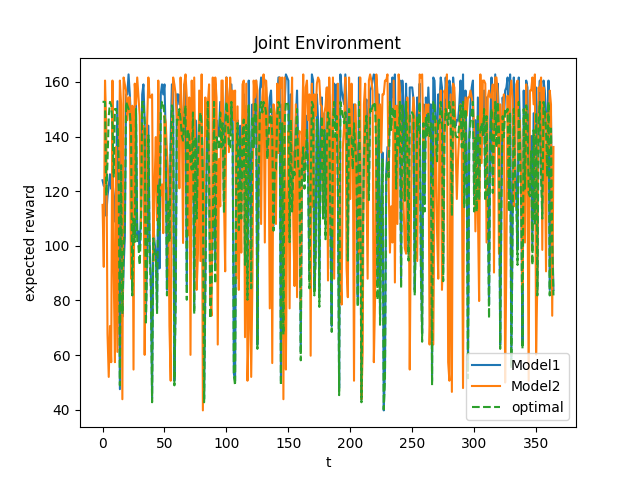 Joint Environment
expected reward
160
140
120
100
80
60
40
0 50 100 150 200 250 300 350
t
Model1
Model2
optimal